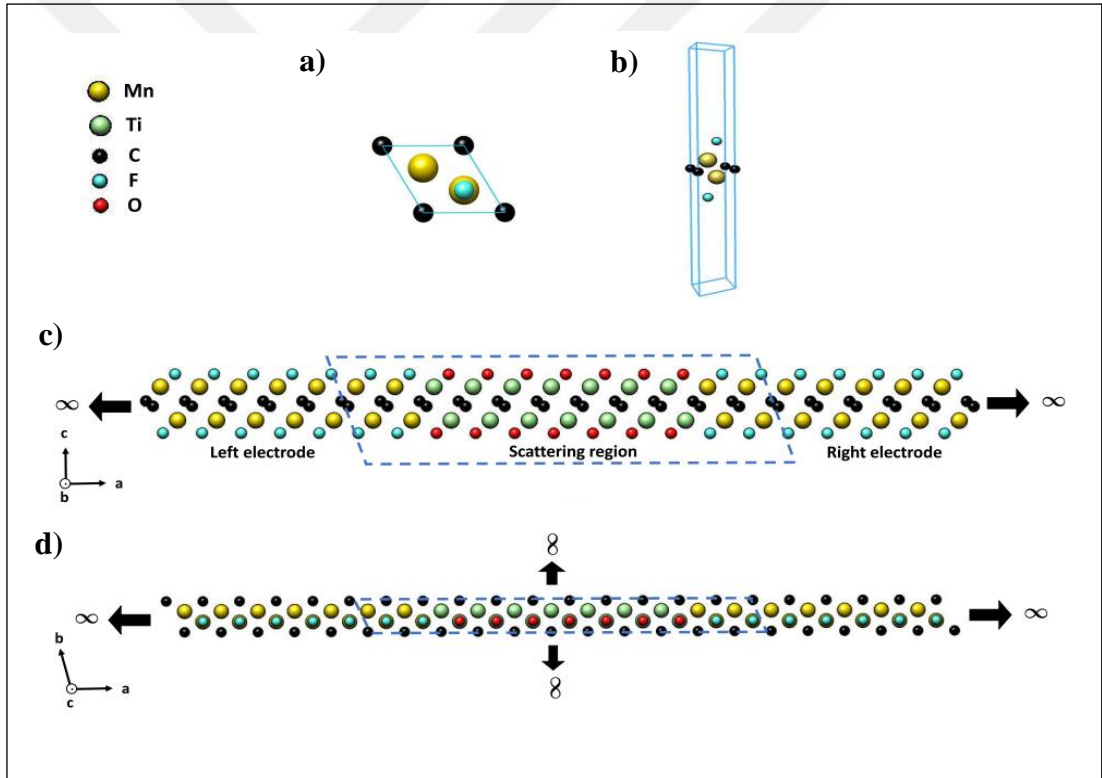 a)
b)
Mn
Ti
C
F
O
c)
∞
∞
c
b
a
Left electrode
Scattering region
Right electrode
d)
∞
∞
∞
∞
b
c
a